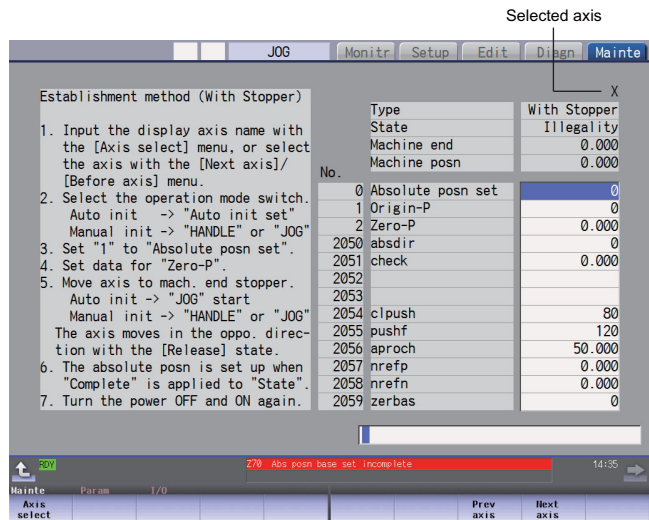 Selected axis
JOG Monitr Setup Edit Diagn Mainte
Establishment method (With Stopper)
1. Input the display axis name with
the [Axis select] menu, or select
the axis with the [Next axis]/
[Before axis] menu.
2. Select the operation mode switch.
Auto init -> "Auto init set"
Manual init -> "HANDLE" or "JOG"
3. Set "1" to "Absolute posn set".
4. Set data for "Zero-P".
5. Move axis to mach. end stopper.
Auto init -> "JOG" start
Manual init -> "HANDLE" or "JOG"
The axis moves in the oppo. direc-
tion with the [Release] state.
6. The absolute posn is set up when
"Complete" is applied to "State".
7. Turn the power OFF and ON again.
X
Type With Stopper
State Illegality
Machine end 0.000
Machine posn 0.000
No.
0 Absolute posn set 0
1 Origin-P 0
2 Zero-P 0.000
2050 absdir 0
2051 check 0.000
2052
2053
2054 clpush 80
2055 pushf 120
2056 aproch 50.000
2057 nrefp 0.000
2058 nrefn 0.000
2059 zerbas 0
RDY Z70 Abs posn base set incomplete 14:35
Mainte Param I/O
Axis select Prev axis Next axis